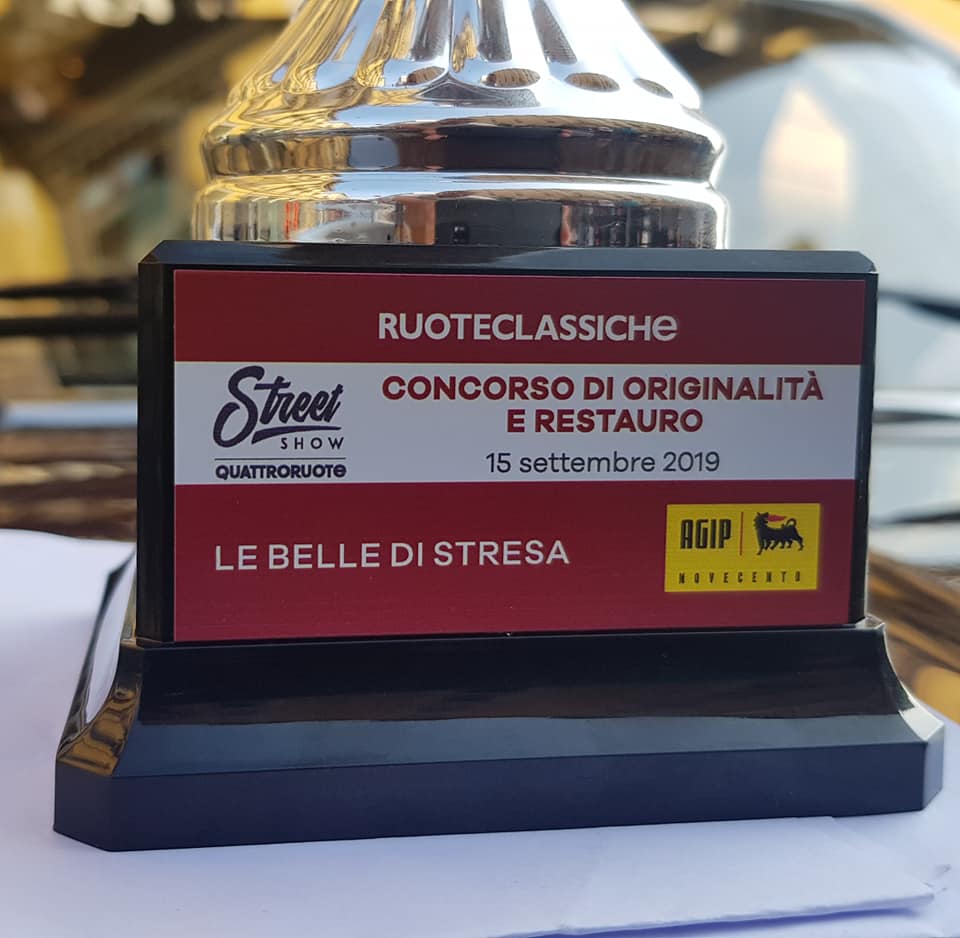 RUOTECLASSICHe
Street
SHOW
QUATTRORUOTe
CONCORSO DI ORIGINALITÀ
E RESTAURO
15 settembre 2019
LE BELLE DI STRESA
AGIP
NOVECENTO